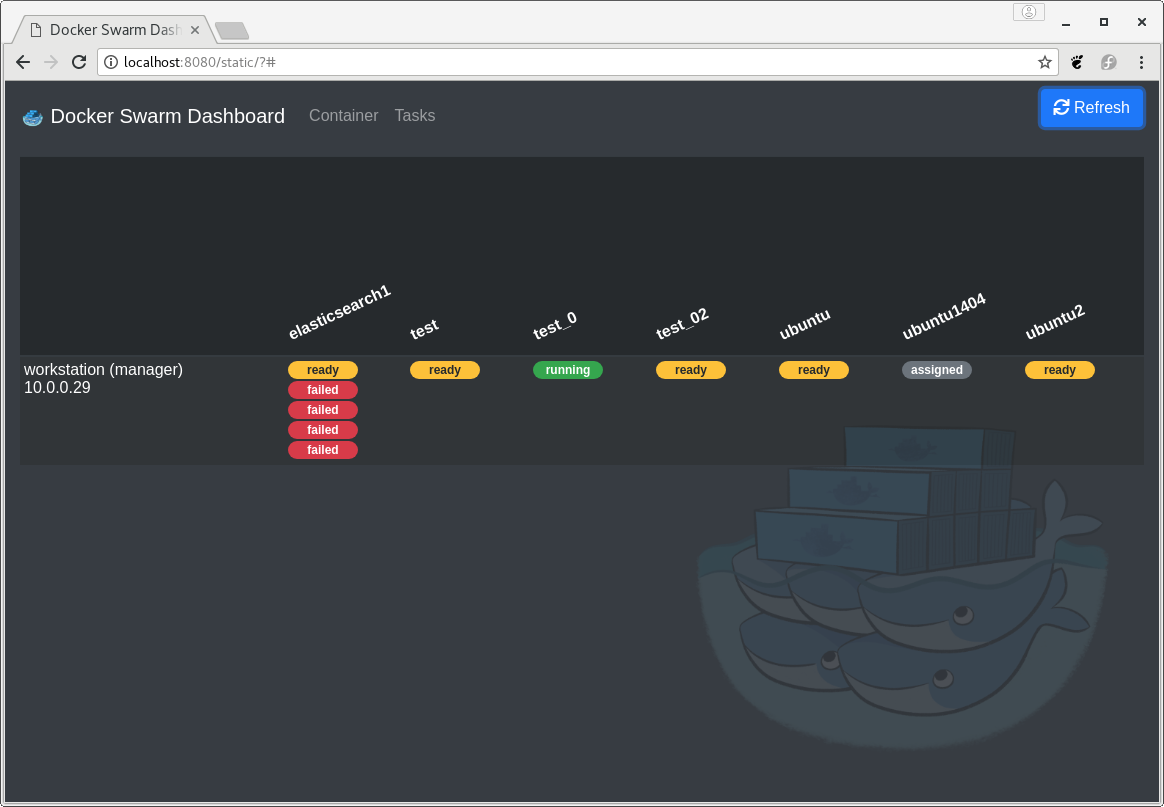 Docker Swarm Dash
localhost:8080/static/?#
Docker Swarm Dashboard Container Tasks Refresh
elasticsearch1 test test_0 test_02 ubuntu ubuntu1404 ubuntu2
workstation (manager) ready ready running ready ready assigned ready
10.0.0.29 failed
failed
failed
failed